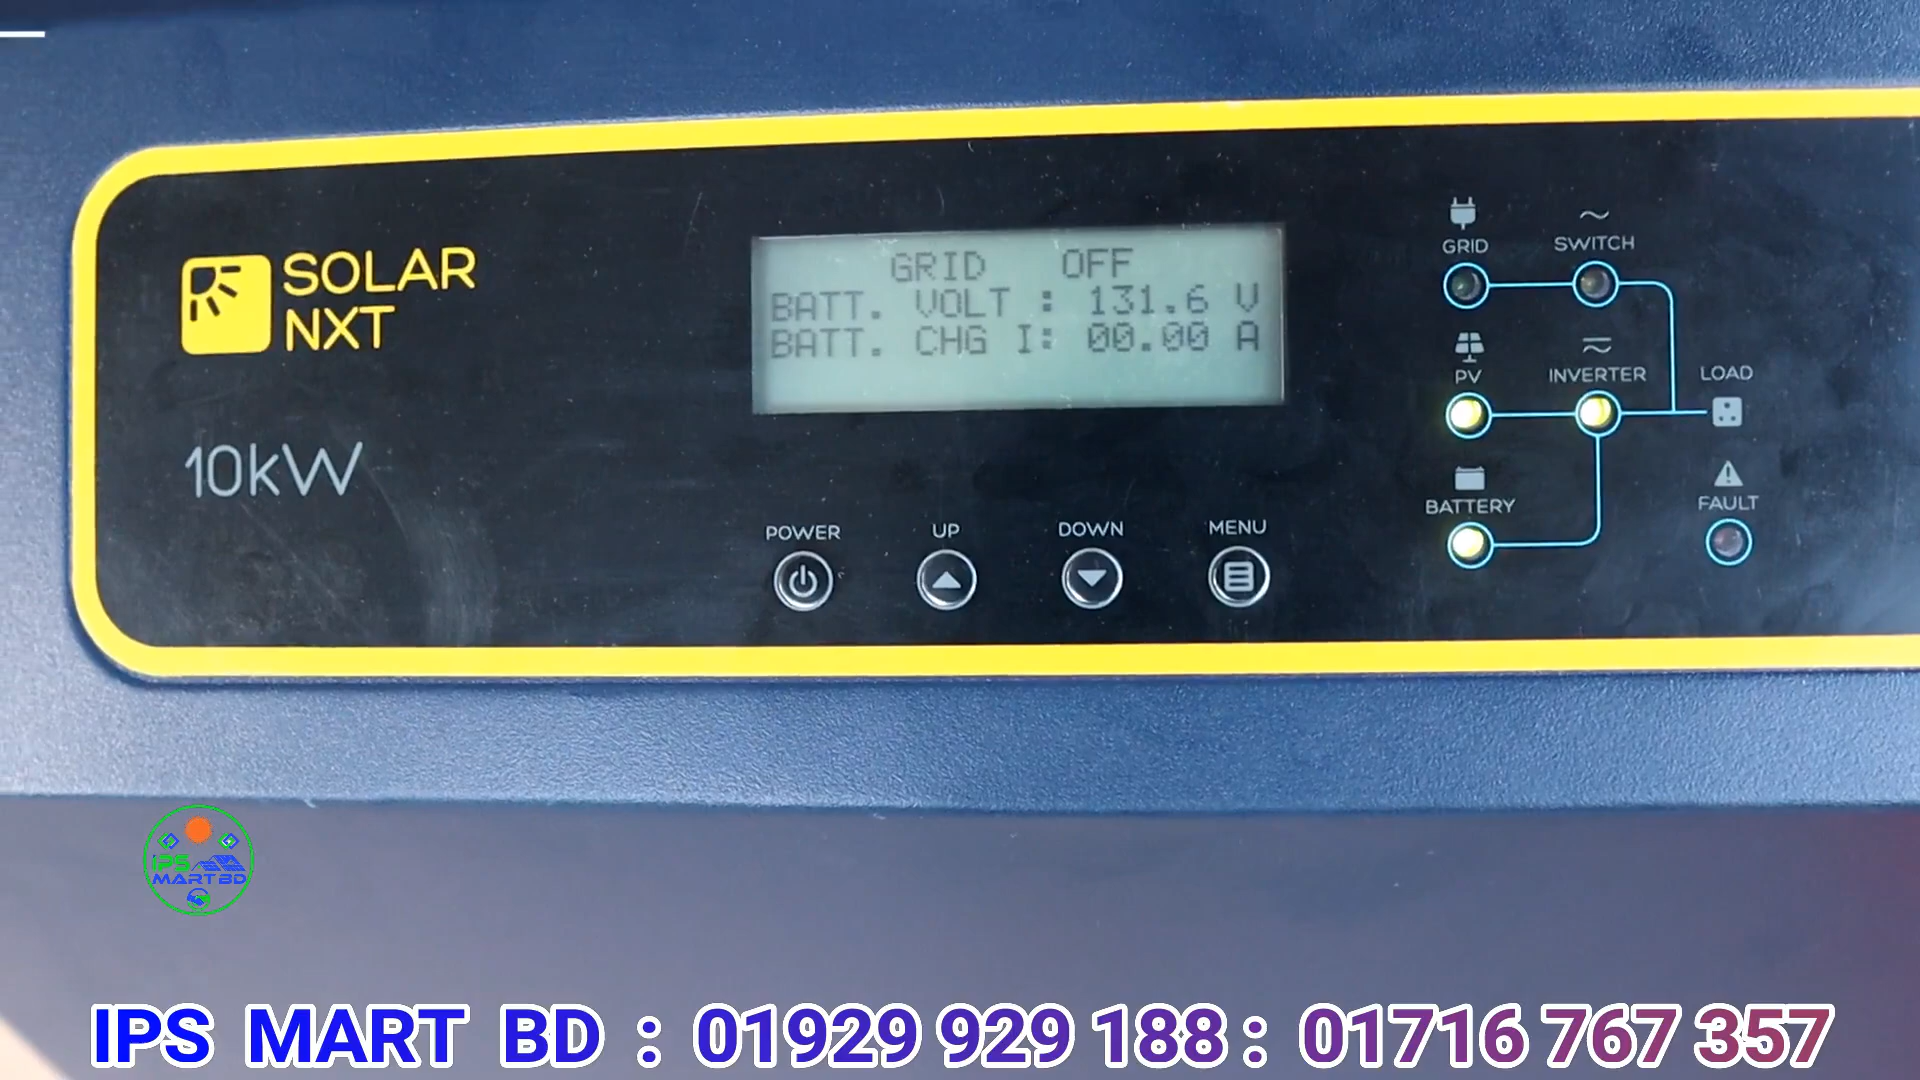 SOLAR
NXT
10kW
GRID OFF
BATT. VOLT : 131.6 V
BATT. CHG I: 00.00 A
POWER
UP
DOWN
MENU
GRID
SWITCH
PV
INVERTER
LOAD
BATTERY
FAULT
IPS
MART BD
IPS MART BD : 01929 929 188 : 01716 767 357